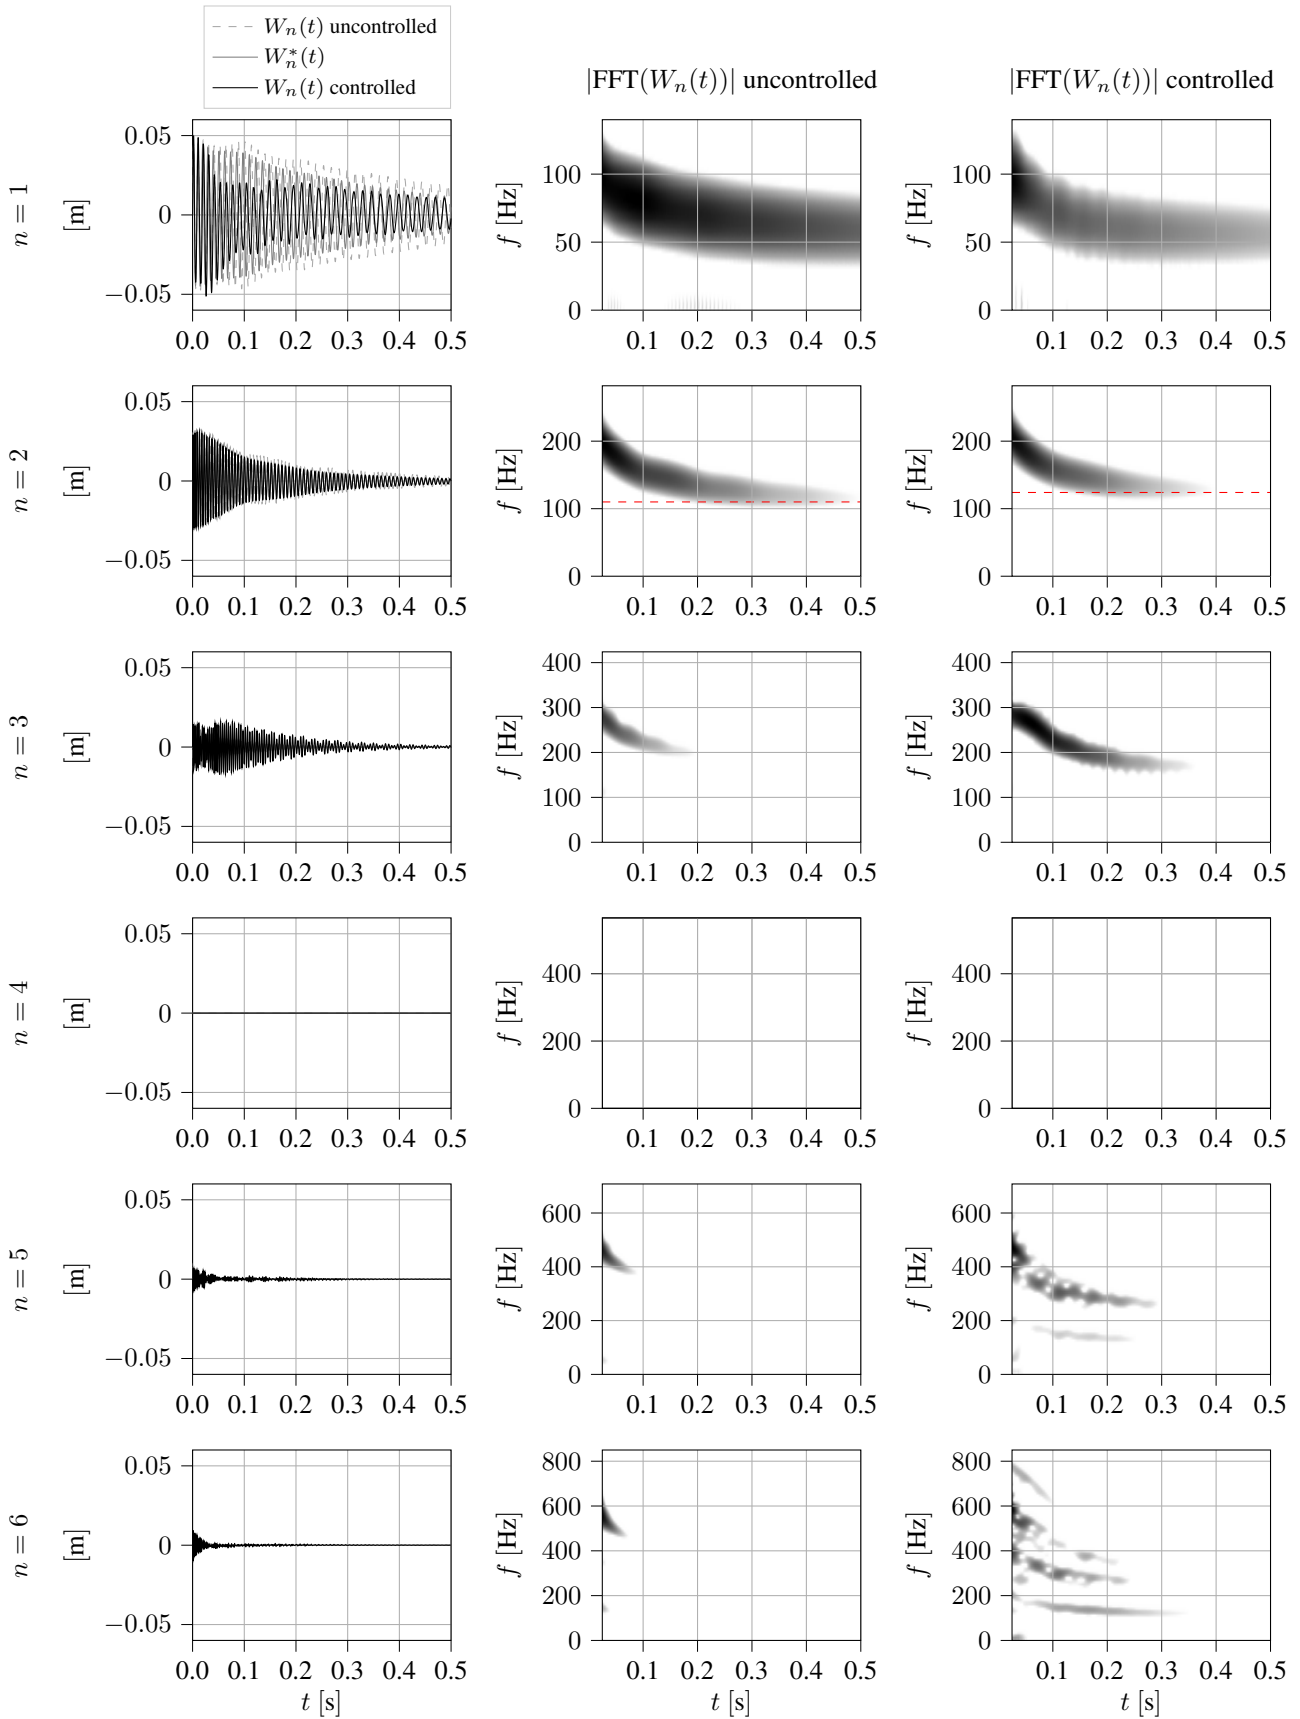 W_n(t) uncontrolled
W_n^*(t)
W_n(t) controlled
|FFT(W_n(t))| uncontrolled
|FFT(W_n(t))| controlled
n = 1
[m]
0.05
0
−0.05
0.0 0.1 0.2 0.3 0.4 0.5
f [Hz]
100
50
0
0.1 0.2 0.3 0.4 0.5
f [Hz]
100
50
0
0.1 0.2 0.3 0.4 0.5
n = 2
[m]
0.05
0
−0.05
0.0 0.1 0.2 0.3 0.4 0.5
f [Hz]
200
100
0
0.1 0.2 0.3 0.4 0.5
f [Hz]
200
100
0
0.1 0.2 0.3 0.4 0.5
n = 3
[m]
0.05
0
−0.05
0.0 0.1 0.2 0.3 0.4 0.5
f [Hz]
400
300
200
100
0
0.1 0.2 0.3 0.4 0.5
f [Hz]
400
300
200
100
0
0.1 0.2 0.3 0.4 0.5
n = 4
[m]
0.05
0
−0.05
0.0 0.1 0.2 0.3 0.4 0.5
f [Hz]
400
200
0
0.1 0.2 0.3 0.4 0.5
f [Hz]
400
200
0
0.1 0.2 0.3 0.4 0.5
n = 5
[m]
0.05
0
−0.05
0.0 0.1 0.2 0.3 0.4 0.5
f [Hz]
600
400
200
0
0.1 0.2 0.3 0.4 0.5
f [Hz]
600
400
200
0
0.1 0.2 0.3 0.4 0.5
n = 6
[m]
0.05
0
−0.05
0.0 0.1 0.2 0.3 0.4 0.5
t [s]
f [Hz]
800
600
400
200
0
0.1 0.2 0.3 0.4 0.5
t [s]
f [Hz]
800
600
400
200
0
0.1 0.2 0.3 0.4 0.5
t [s]